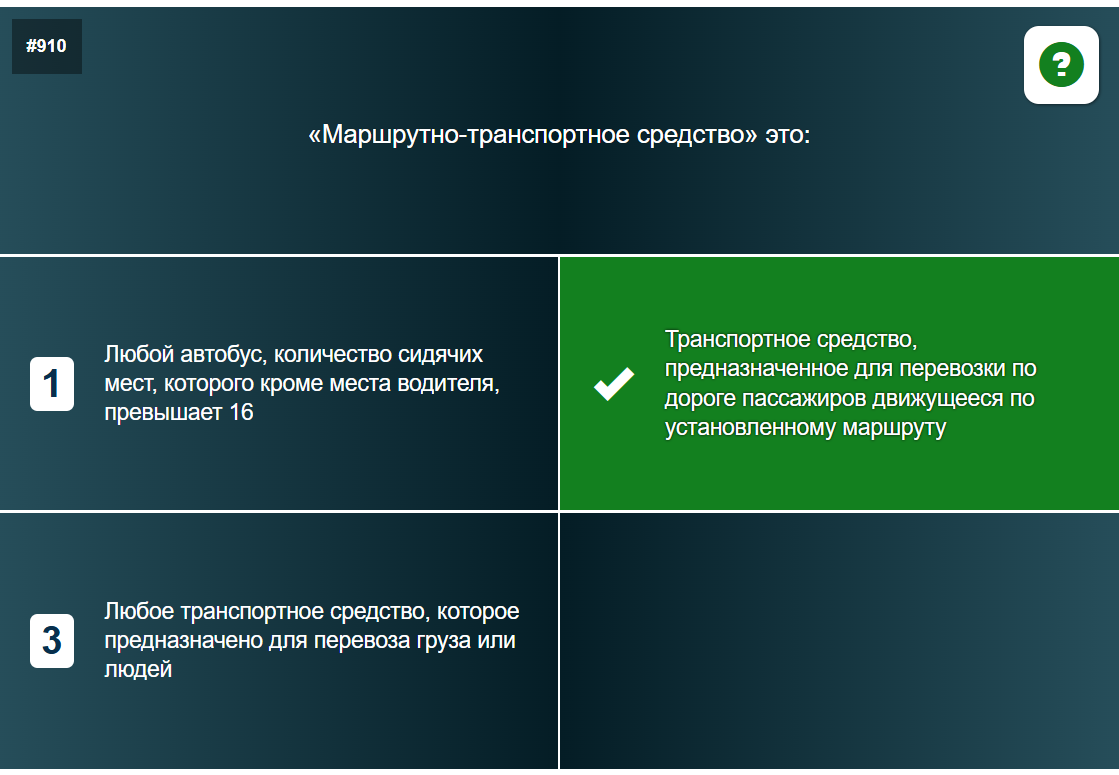 #910
?
«Маршрутно-транспортное средство» это:
1
Любой автобус, количество сидячих
мест, которого кроме места водителя,
превышает 16
Транспортное средство,
предназначенное для перевозки по
дороге пассажиров движущееся по
установленному маршруту
3
Любое транспортное средство, которое
предназначено для перевоза груза или
людей